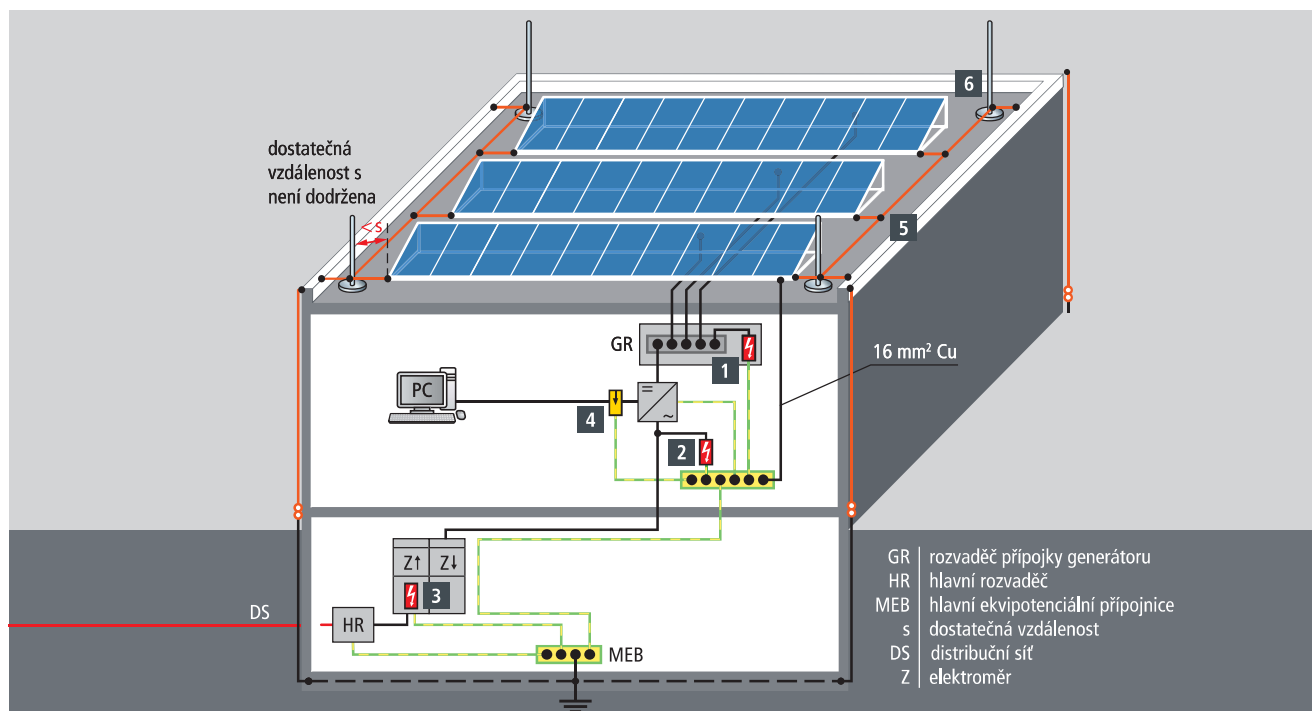 6
dostatečná
vzdálenost s
není dodržena
< s
5
GR
1
16 mm² Cu
PC
=
~
4
2
Z↑ Z↓
3
DS
HR
MEB
GR rozvaděč přípojky generátoru
HR hlavní rozvaděč
MEB hlavní ekvipotenciální přípojnice
s dostatečná vzdálenost
DS distribuční síť
Z elektroměr